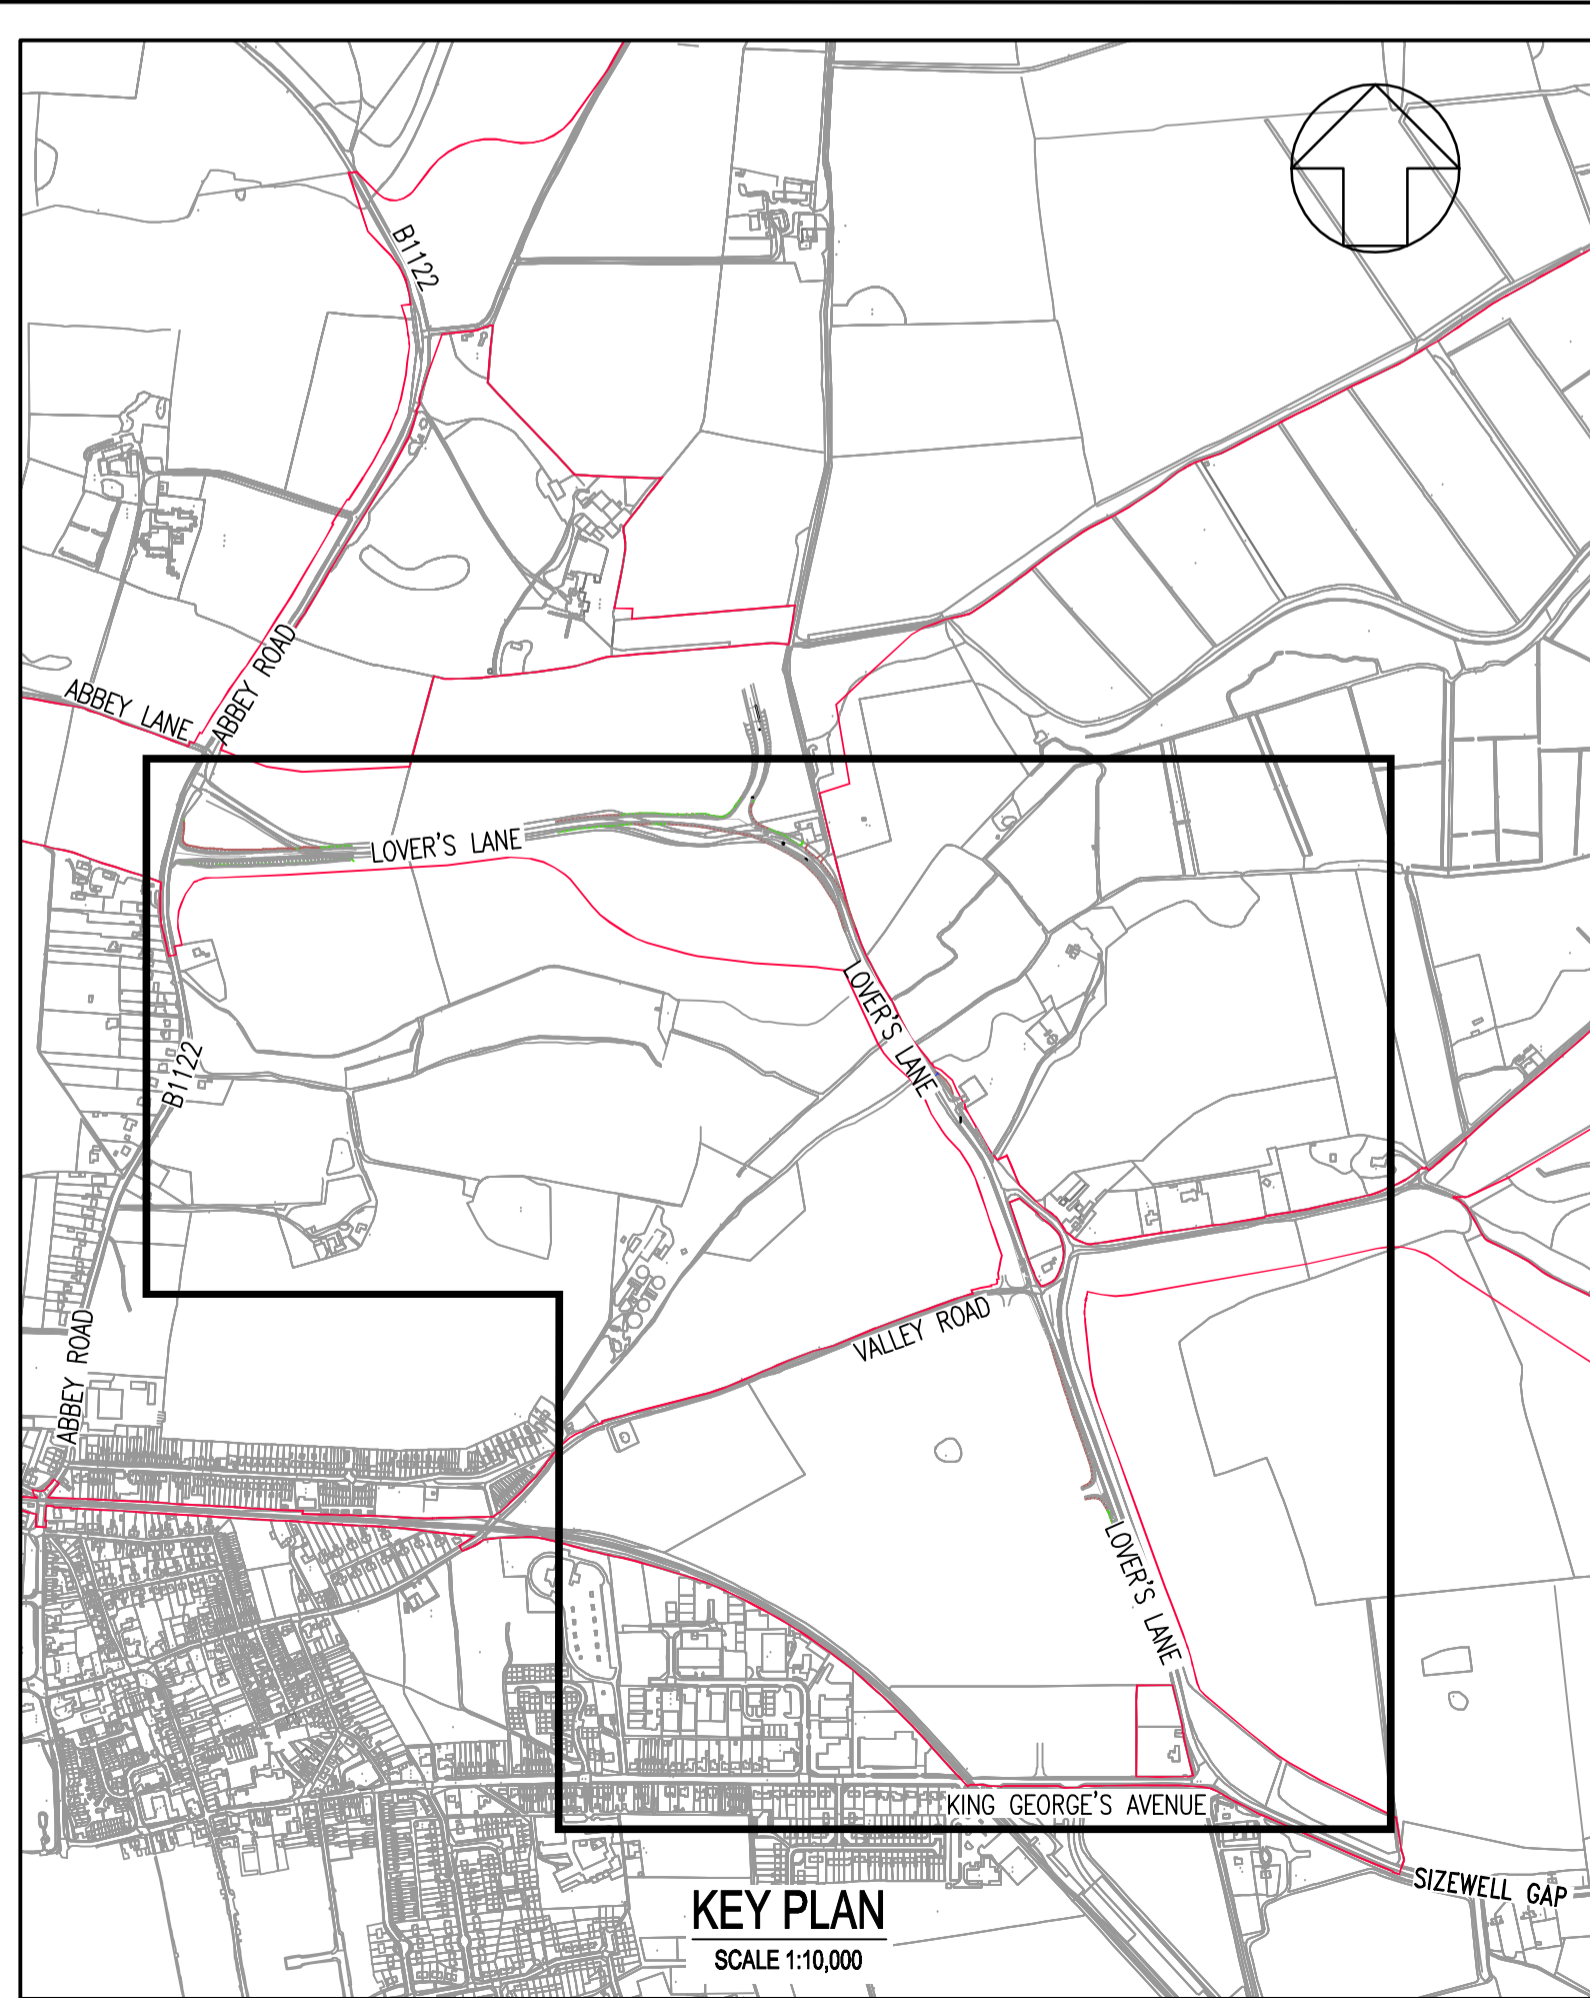 B1122
ABBEY ROAD
ABBEY LANE
LOVER'S LANE
LOVER'S LANE
B1122
VALLEY ROAD
ABBEY ROAD
LOVER'S LANE
KING GEORGE'S AVENUE
SIZEWELL GAP
KEY PLAN
SCALE 1:10,000